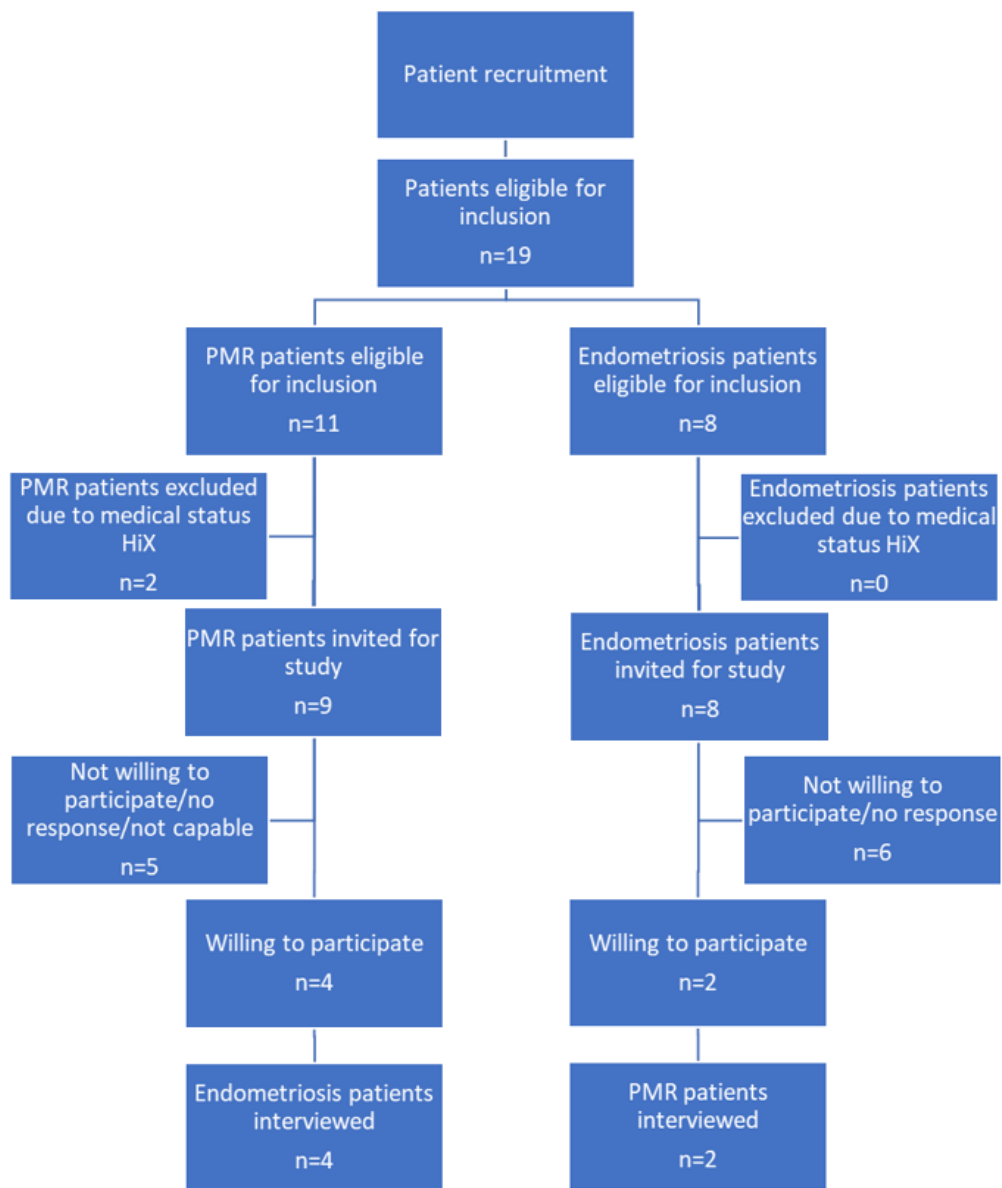 Patient recruitment
Patients eligible for
inclusion
n=19
PMR patients eligible
for inclusion
n=11
Endometriosis patients
eligible for inclusion
n=8
PMR patients excluded
due to medical status
HiX
n=2
Endometriosis patients
excluded due to medical
status HiX
n=0
PMR patients invited for
study
n=9
Endometriosis patients
invited for study
n=8
Not willing to
participate/no
response/not capable
n=5
Not willing to
participate/no response
n=6
Willing to participate
n=4
Willing to participate
n=2
Endometriosis patients
interviewed
n=4
PMR patients
interviewed
n=2